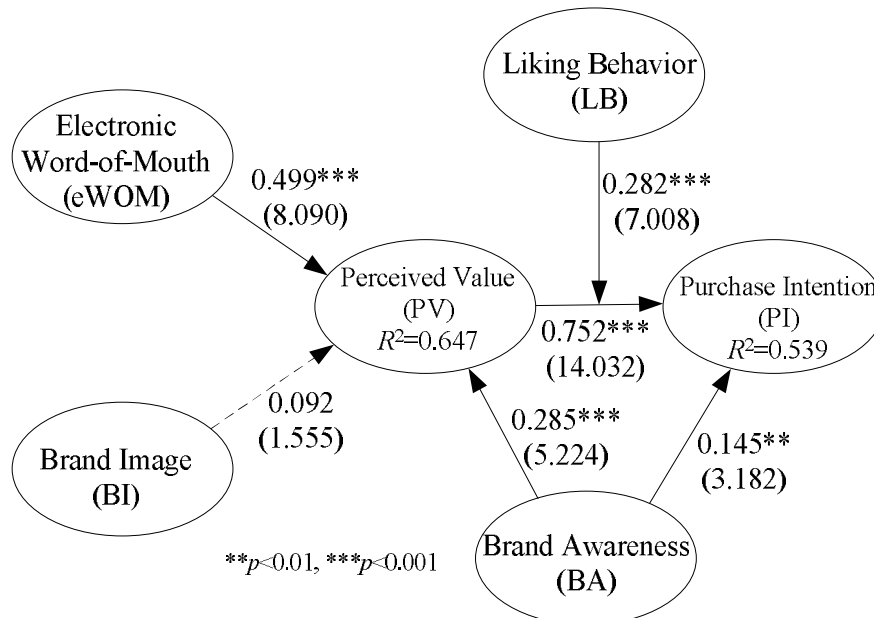 Liking Behavior
(LB)
Electronic
Word-of-Mouth
(eWOM)
0.499***
(8.090)
0.282***
(7.008)
Perceived Value
(PV)
R²=0.647
0.752***
(14.032)
Purchase Intention
(PI)
R²=0.539
0.092
(1.555)
Brand Image
(BI)
0.285***
(5.224)
0.145**
(3.182)
Brand Awareness
(BA)
**p<0.01, ***p<0.001